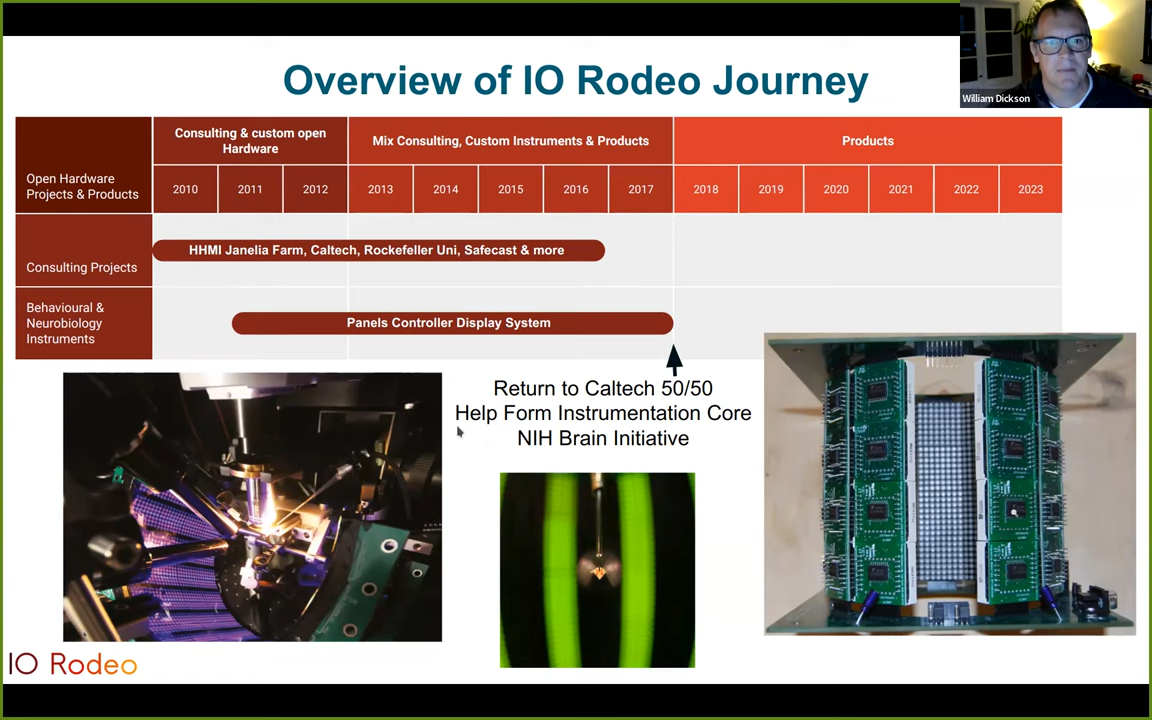 William Dickson
Overview of IO Rodeo Journey
Open Hardware
Projects & Products
Consulting & custom open
Hardware
Mix Consulting, Custom Instruments & Products
Products
2010 2011 2012 2013 2014 2015 2016 2017 2018 2019 2020 2021 2022 2023
Consulting Projects
HHMI Janelia Farm, Caltech, Rockefeller Uni, Safecast & more
Behavioural &
Neurobiology
Instruments
Panels Controller Display System
Return to Caltech 50/50
Help Form Instrumentation Core
NIH Brain Initiative
IO Rodeo